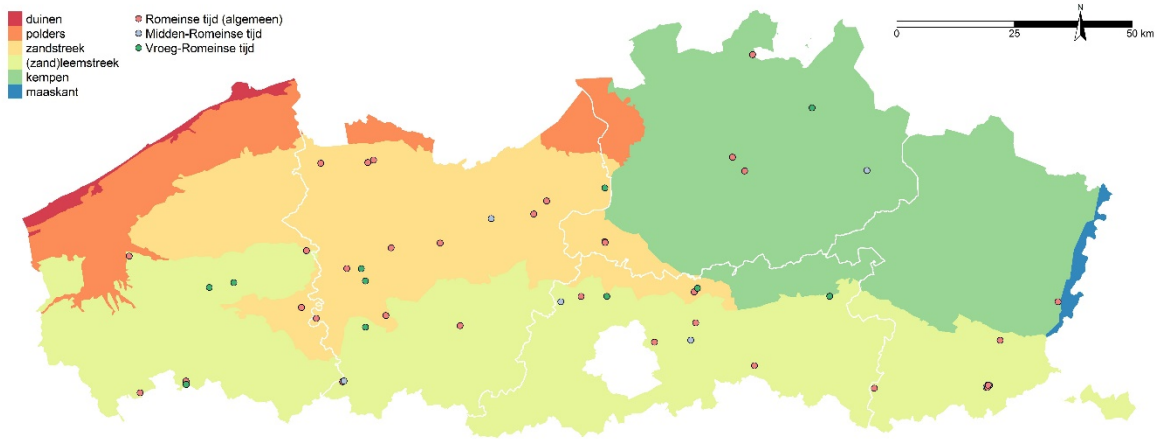 duinen
polders
zandstreek
(zand)leemstreek
kempen
maaskant
Romeinse tijd (algemeen)
Midden-Romeinse tijd
Vroeg-Romeinse tijd
N
0 25 50 km